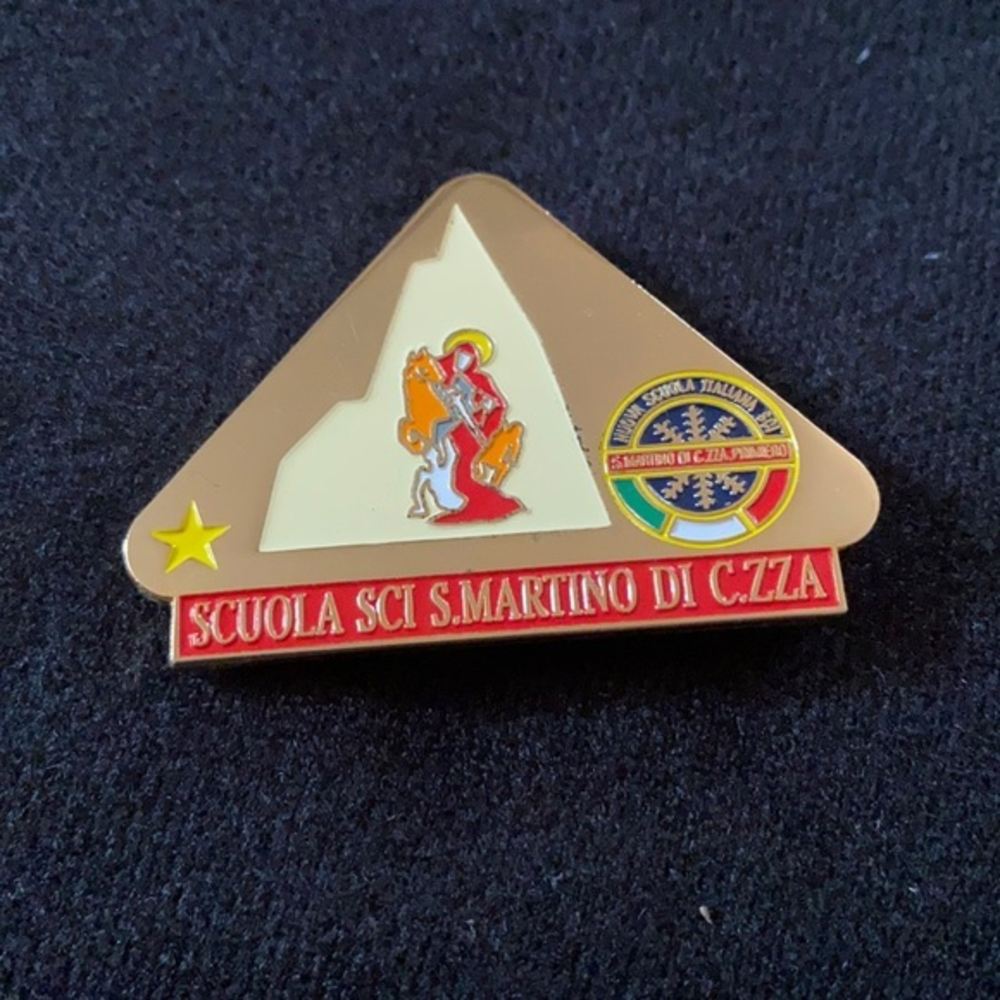 NUOVA SCUOLA ITALIANA SCI
S.MARTINO DI C.ZZA PRIMIERO
SCUOLA SCI S.MARTINO DI C.ZZA